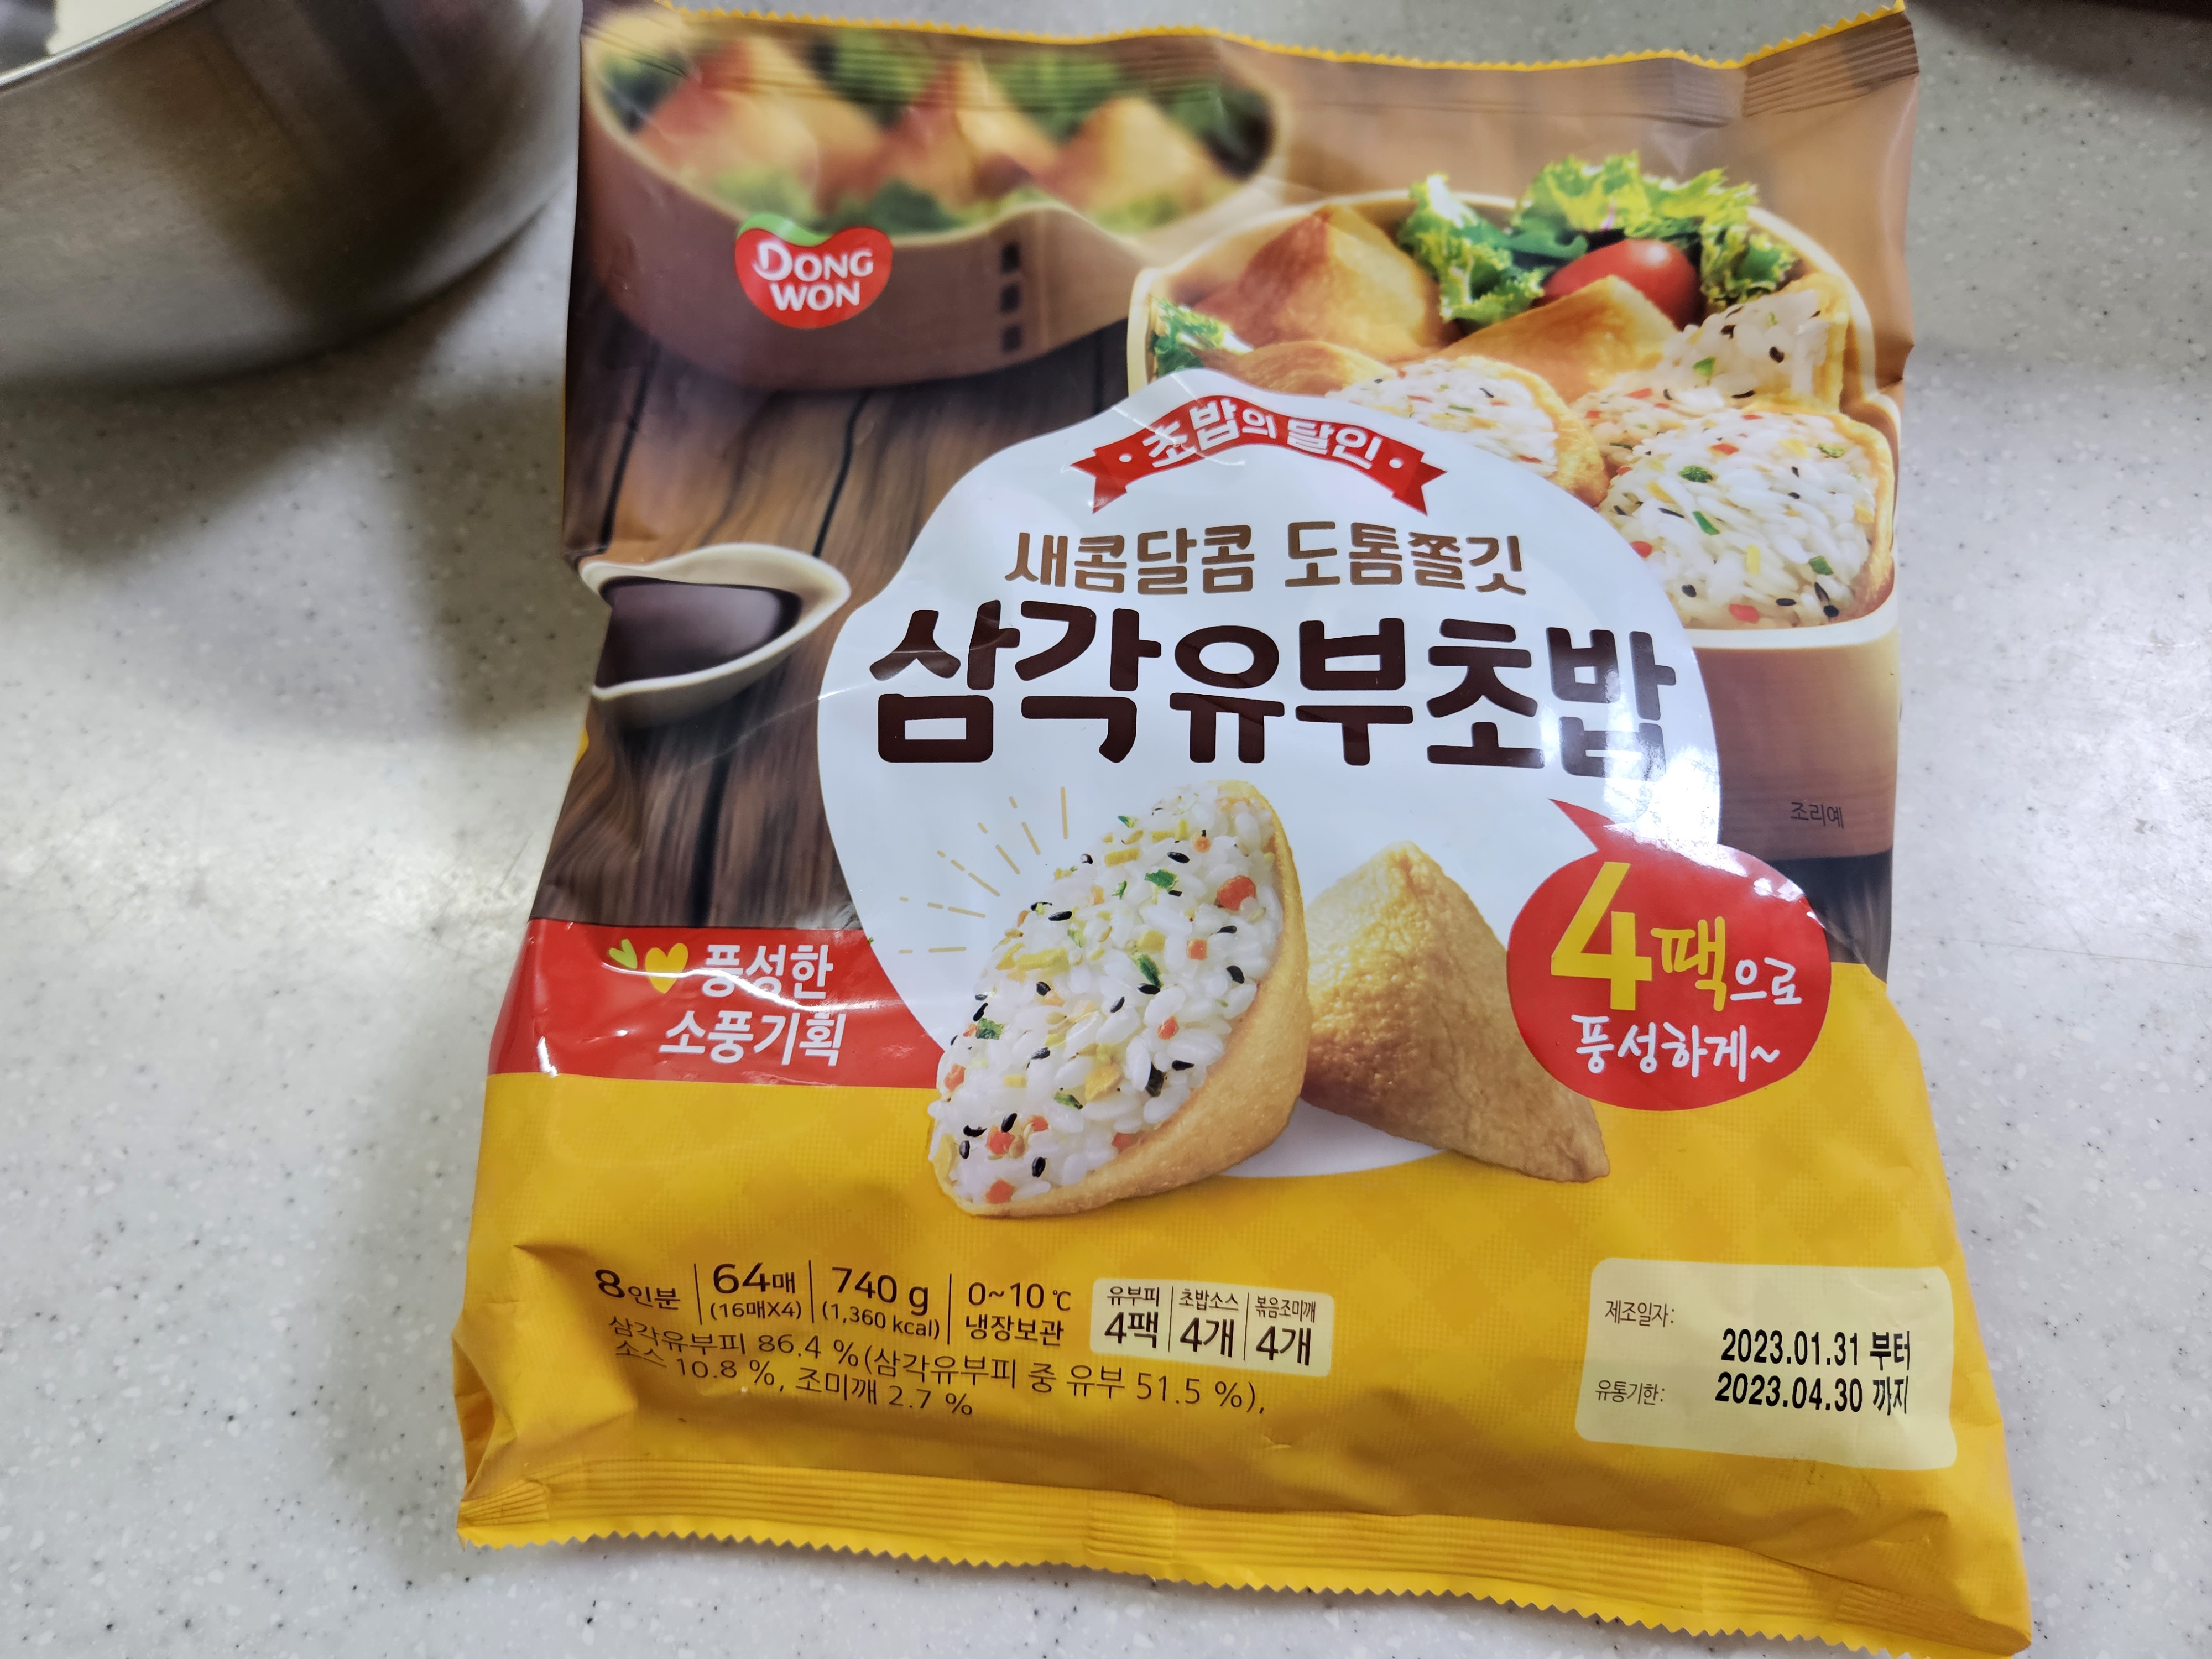 DONG
WON
초밥의 달인
새콤달콤 도톰쫄깃
삼각유부초밥
조리예
4팩으로
풍성하게~
풍성한
소풍기획
8인분
64매
(16매X4)
740 g
(1,360 kcal)
0~10 ℃
냉장보관
유부피
4팩
초밥소스
4개
볶음조미깨
4개
삼각유부피 86.4 %(삼각유부피 중 유부 51.5 %),
소스 10.8 %, 조미깨 2.7 %
제조일자:
2023.01.31 부터
유통기한:
2023.04.30 까지